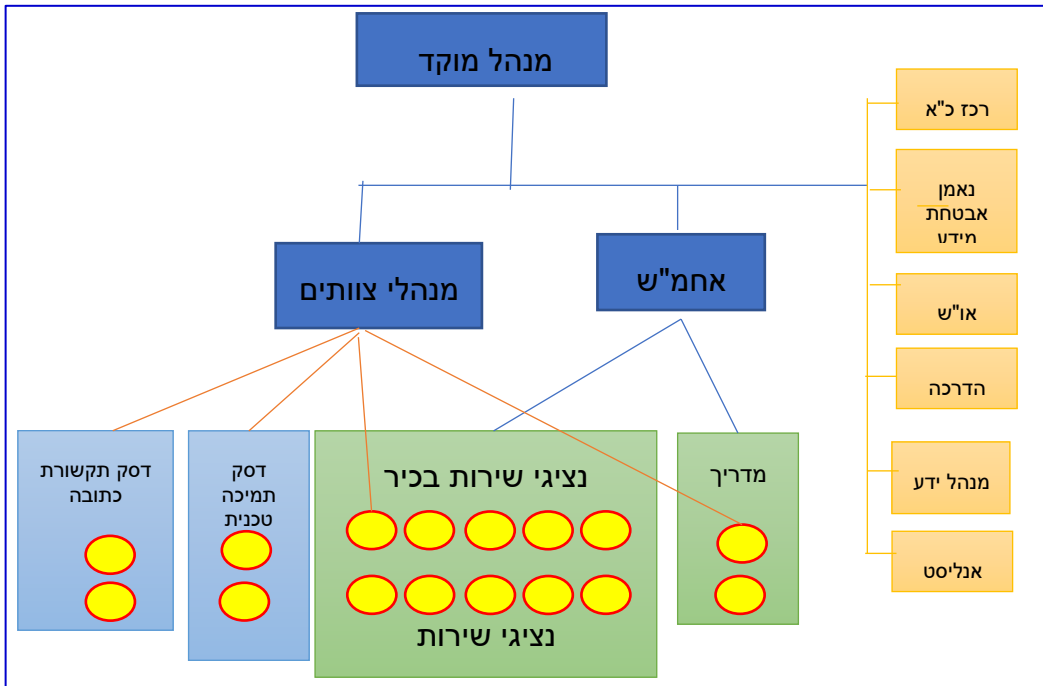 מנהל מוקד
רכז כ"א
נאמן
אבטחת
מידע
או"ש
הדרכה
מנהל ידע
אנליסט
אחמ"ש
מנהלי צוותים
מדריך
נציגי שירות בכיר
נציגי שירות
דסק
תמיכה
טכנית
דסק תקשורת
כתובה